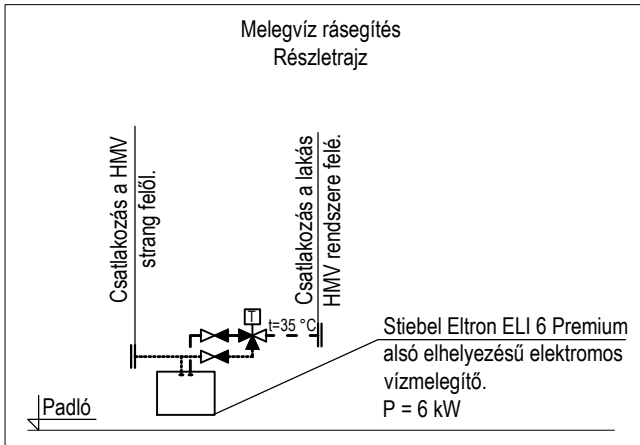 Melegvíz rásegítés
Részletrajz
Csatlakozás a HMV
strang felől.
Csatlakozás a lakás
HMV rendszere felé.
T
t=35 °C
Stiebel Eltron ELI 6 Premium
alsó elhelyezésű elektromos
vízmelegítő.
P = 6 kW
Padló